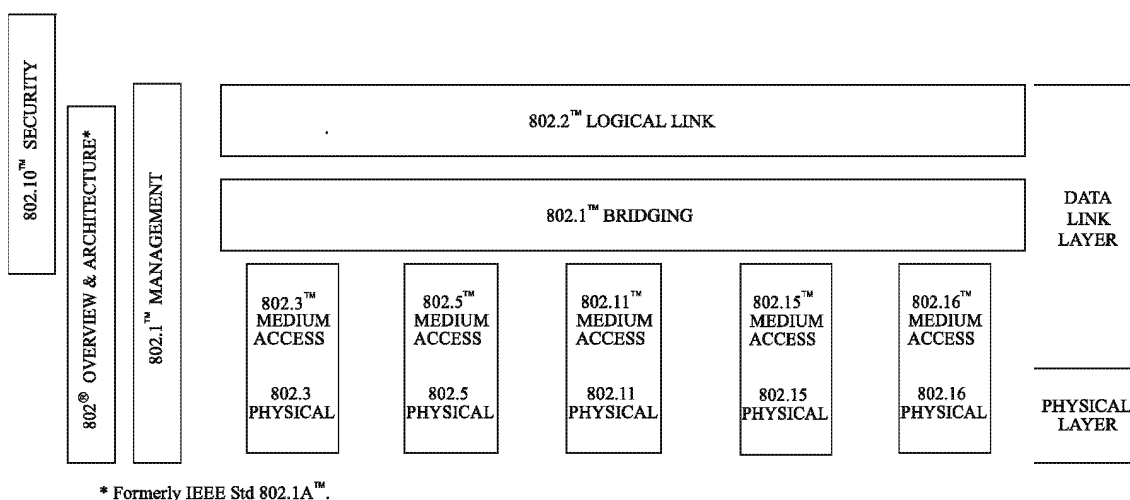 802.10™ SECURITY
802® OVERVIEW & ARCHITECTURE*
802.1™ MANAGEMENT
802.2™ LOGICAL LINK
802.1™ BRIDGING
802.3™
MEDIUM
ACCESS
802.3
PHYSICAL
802.5™
MEDIUM
ACCESS
802.5
PHYSICAL
802.11™
MEDIUM
ACCESS
802.11
PHYSICAL
802.15™
MEDIUM
ACCESS
802.15
PHYSICAL
802.16™
MEDIUM
ACCESS
802.16
PHYSICAL
DATA
LINK
LAYER
PHYSICAL
LAYER
* Formerly IEEE Std 802.1A™.